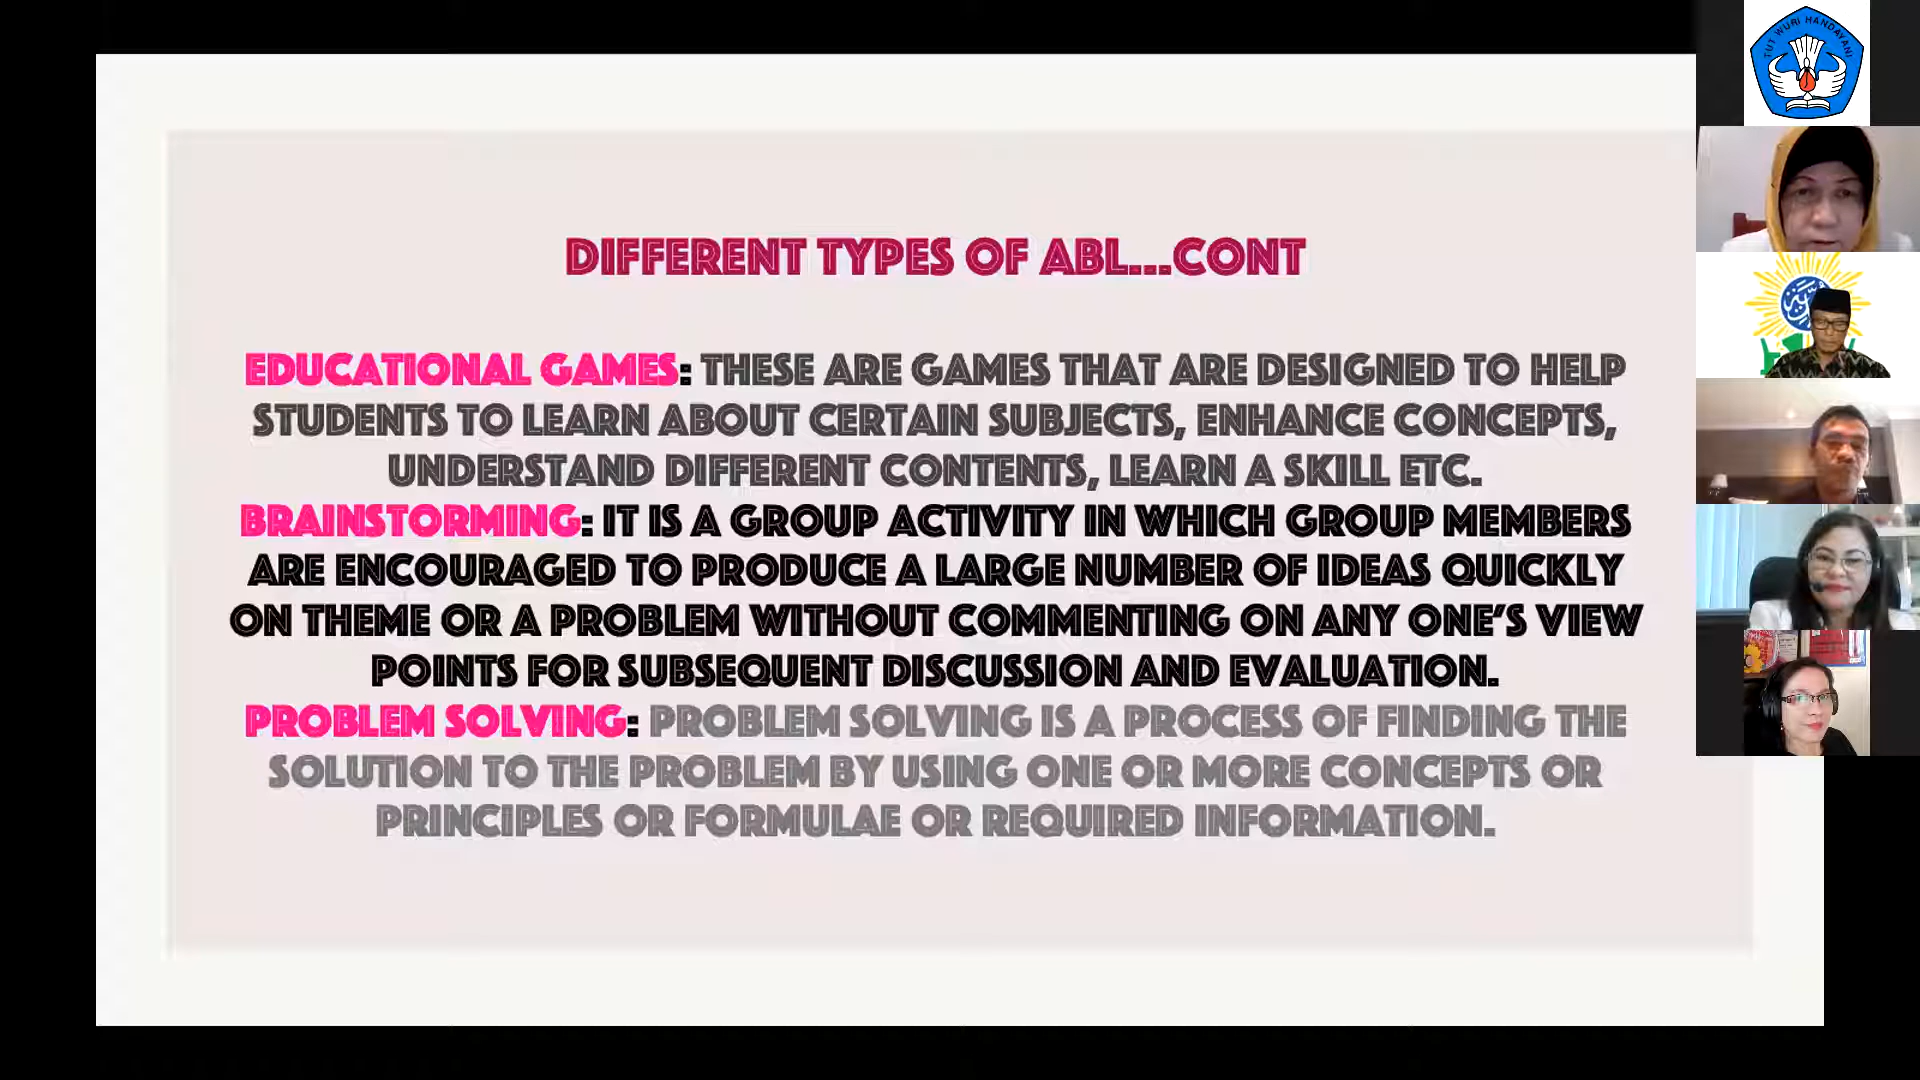 DIFFERENT TYPES OF ABL...CONT
EDUCATIONAL GAMES: THESE ARE GAMES THAT ARE DESIGNED TO HELP
STUDENTS TO LEARN ABOUT CERTAIN SUBJECTS, ENHANCE CONCEPTS,
UNDERSTAND DIFFERENT CONTENTS, LEARN A SKILL ETC.
BRAINSTORMING: IT IS A GROUP ACTIVITY IN WHICH GROUP MEMBERS
ARE ENCOURAGED TO PRODUCE A LARGE NUMBER OF IDEAS QUICKLY
ON THEME OR A PROBLEM WITHOUT COMMENTING ON ANY ONE’S VIEW
POINTS FOR SUBSEQUENT DISCUSSION AND EVALUATION.
PROBLEM SOLVING: PROBLEM SOLVING IS A PROCESS OF FINDING THE
SOLUTION TO THE PROBLEM BY USING ONE OR MORE CONCEPTS OR
PRINCIPLES OR FORMULAE OR REQUIRED INFORMATION.
TUT WURI HANDAYANI